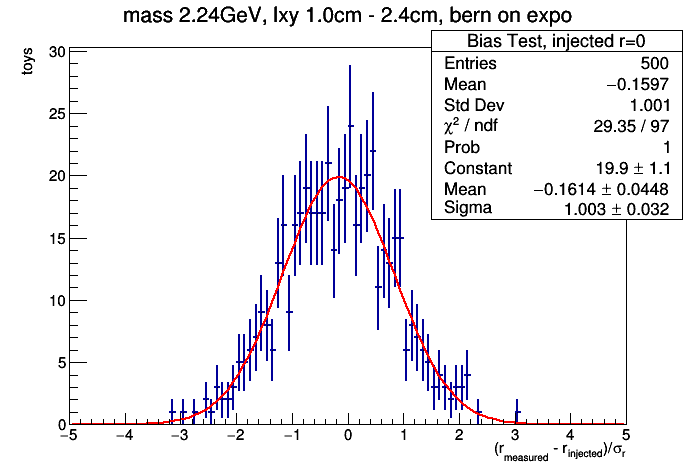 mass 2.24GeV, lxy 1.0cm - 2.4cm, bern on expo
Bias Test, injected r=0
Entries 500
Mean −0.1597
Std Dev 1.001
χ² / ndf 29.35 / 97
Prob 1
Constant 19.9 ± 1.1
Mean −0.1614 ± 0.0448
Sigma 1.003 ± 0.032
toys
30
25
20
15
10
5
0
−5 −4 −3 −2 −1 0 1 2 3 4 5
(r_measured - r_injected)/σ_r